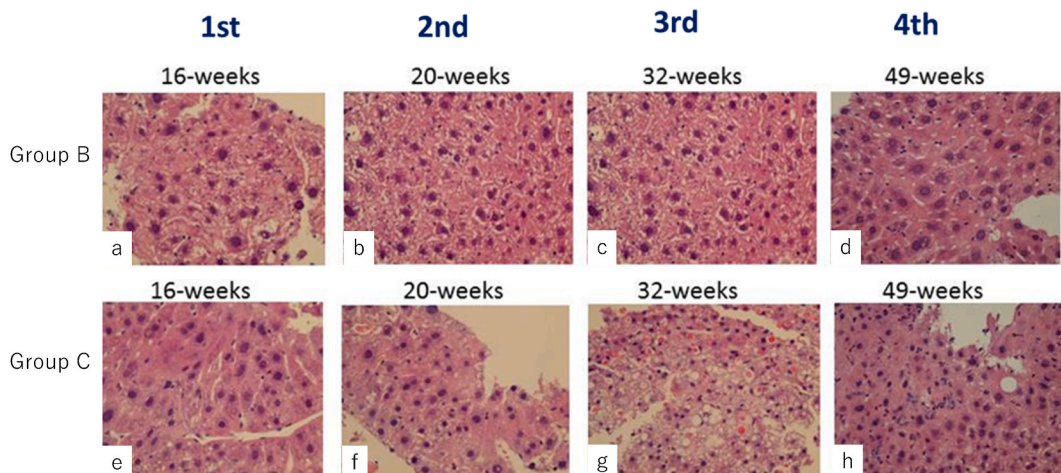 1st 2nd 3rd 4th
16-weeks 20-weeks 32-weeks 49-weeks
Group B
a b c d
16-weeks 20-weeks 32-weeks 49-weeks
Group C
e f g h